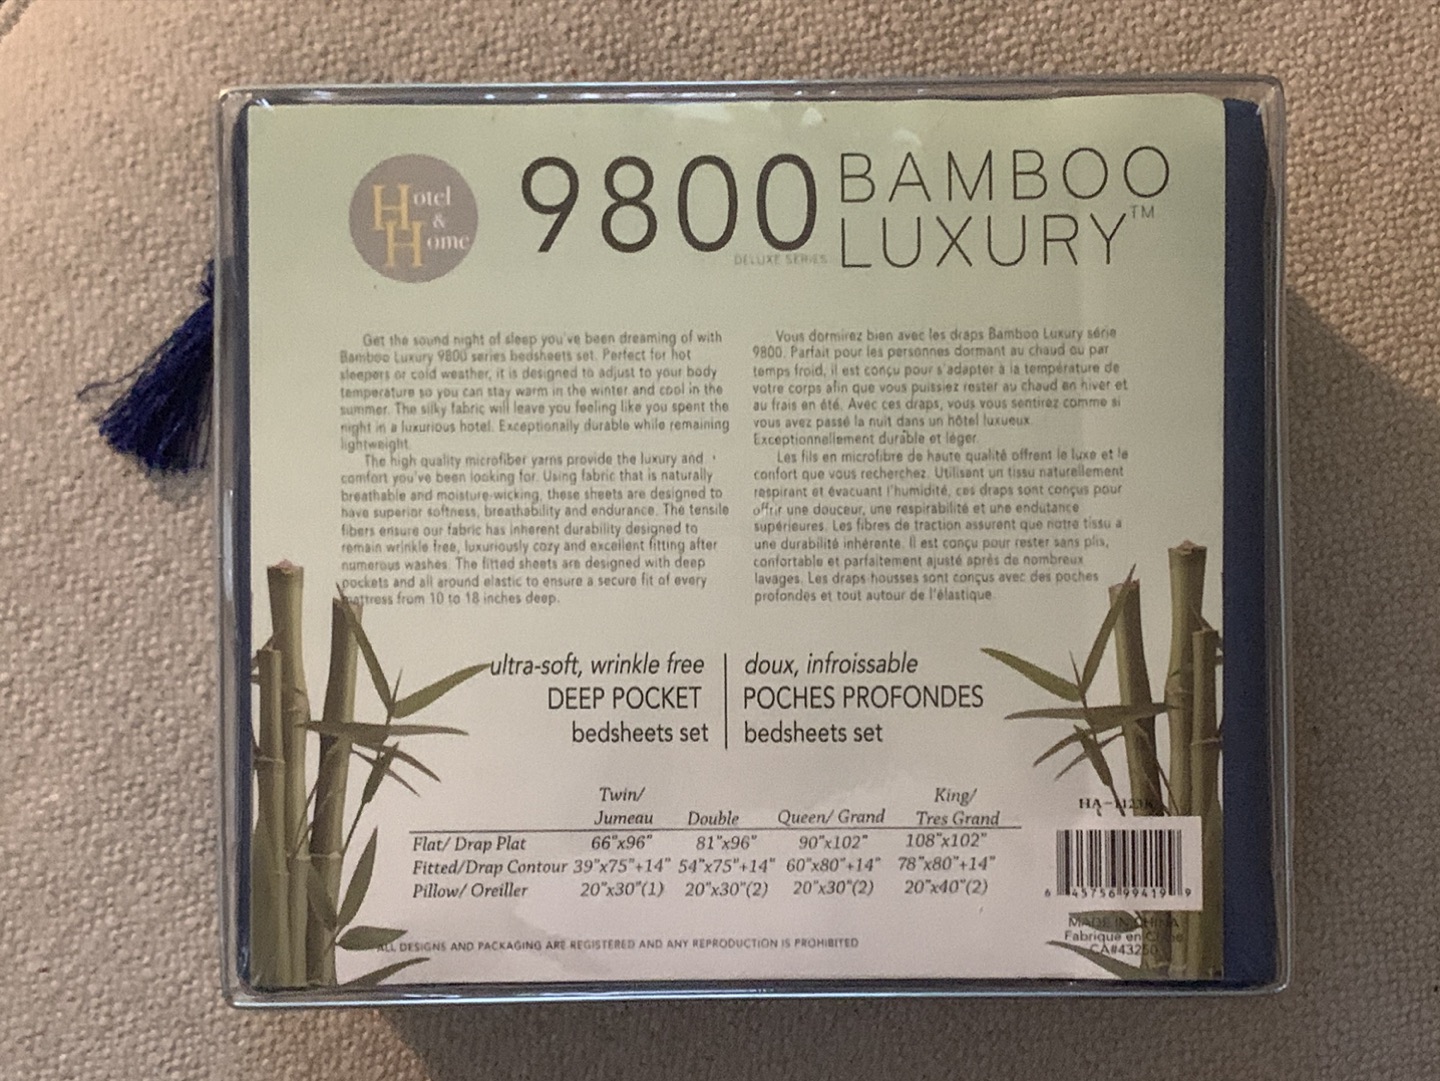 Hotel
&
Home
9800 BAMBOO
LUXURY™
DELUXE SERIES
Get the sound night of sleep you've been dreaming of with
Bamboo Luxury 9800 series bedsheets set. Perfect for hot
sleepers or cold weather, it is designed to adjust to your body
temperature so you can stay warm in the winter and cool in the
summer. The silky fabric will leave you feeling like you spent the
night in a luxurious hotel. Exceptionally durable while remaining
lightweight.
The high quality microfiber yarns provide the luxury and
comfort you've been looking for. Using fabric that is naturally
breathable and moisture-wicking, these sheets are designed to
have superior softness, breathability and endurance. The tensile
fibers ensure our fabric has inherent durability designed to
remain wrinkle free, luxuriously cozy and excellent fitting after
numerous washes. The fitted sheets are designed with deep
pockets and all around elastic to ensure a secure fit of every
mattress from 10 to 18 inches deep.
Vous dormirez bien avec les draps Bamboo Luxury série
9800. Parfait pour les personnes dormant au chaud ou par
temps froid, il est conçu pour s'adapter à la température de
votre corps afin que vous puissiez rester au chaud en hiver et
au frais en été. Avec ces draps, vous vous sentirez comme si
vous avez passé la nuit dans un hôtel luxueux.
Exceptionnellement durable et léger.
Les fils en microfibre de haute qualité offrent le luxe et le
confort que vous recherchez. Utilisant un tissu naturellement
respirant et évacuant l'humidité, ces draps sont conçus pour
offrir une douceur, une respirabilité et une endurance
supérieures. Les fibres de traction assurent que notre tissu a
une durabilité inhérente. Il est conçu pour rester sans plis,
confortable et parfaitement ajusté après de nombreux
lavages. Les draps-housses sont conçus avec des poches
profondes et tout autour de l'élastique.
ultra-soft, wrinkle free
DEEP POCKET
bedsheets set
doux, infroissable
POCHES PROFONDES
bedsheets set
Twin/ Jumeau Double Queen/ Grand King/ Tres Grand
Flat/ Drap Plat 66"x96" 81"x96" 90"x102" 108"x102"
Fitted/Drap Contour 39"x75"+14" 54"x75"+14" 60"x80"+14" 78"x80"+14"
Pillow/ Oreiller 20"x30"(1) 20"x30"(2) 20"x30"(2) 20"x40"(2)
HA-1123K
6 45756 99419 9
MADE IN CHINA
Fabrique en Chine
CA#43250
ALL DESIGNS AND PACKAGING ARE REGISTERED AND ANY REPRODUCTION IS PROHIBITED